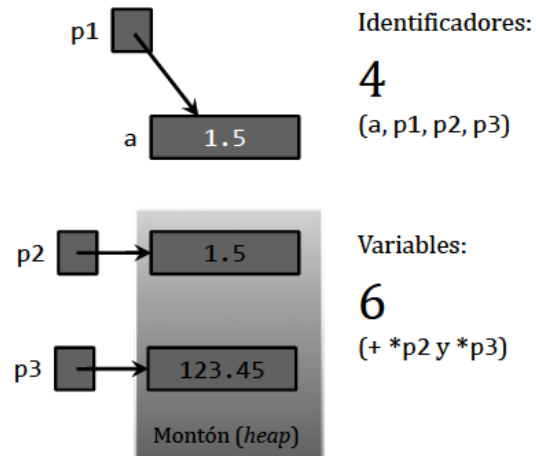 p1
Identificadores:
4
(a, p1, p2, p3)
a
1.5
p2
1.5
Variables:
6
(+ *p2 y *p3)
p3
123.45
Montón (heap)